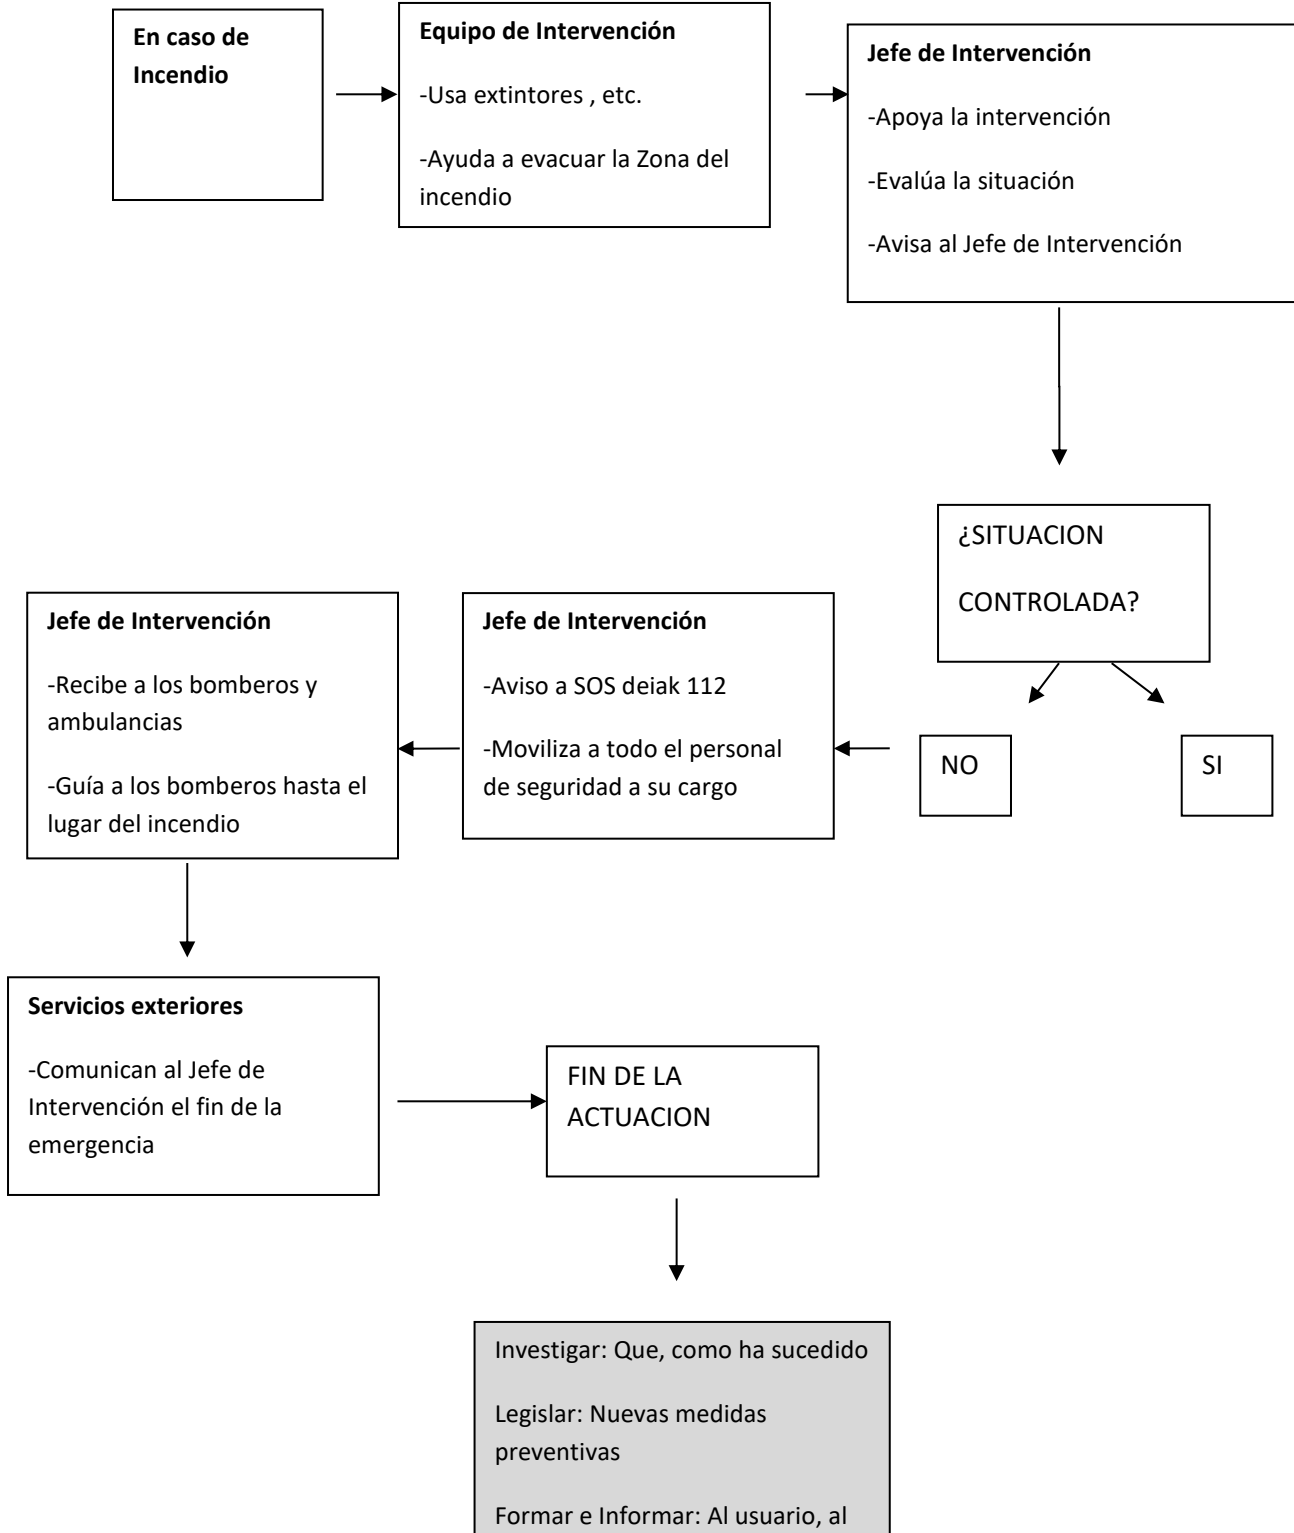 En caso de
Incendio
Equipo de Intervención
-Usa extintores , etc.
-Ayuda a evacuar la Zona del
incendio
Jefe de Intervención
-Apoya la intervención
-Evalúa la situación
-Avisa al Jefe de Intervención
¿SITUACION
CONTROLADA?
NO
SI
Jefe de Intervención
-Aviso a SOS deiak 112
-Moviliza a todo el personal
de seguridad a su cargo
Jefe de Intervención
-Recibe a los bomberos y
ambulancias
-Guía a los bomberos hasta el
lugar del incendio
Servicios exteriores
-Comunican al Jefe de
Intervención el fin de la
emergencia
FIN DE LA
ACTUACION
Investigar: Que, como ha sucedido
Legislar: Nuevas medidas
preventivas
Formar e Informar: Al usuario, al